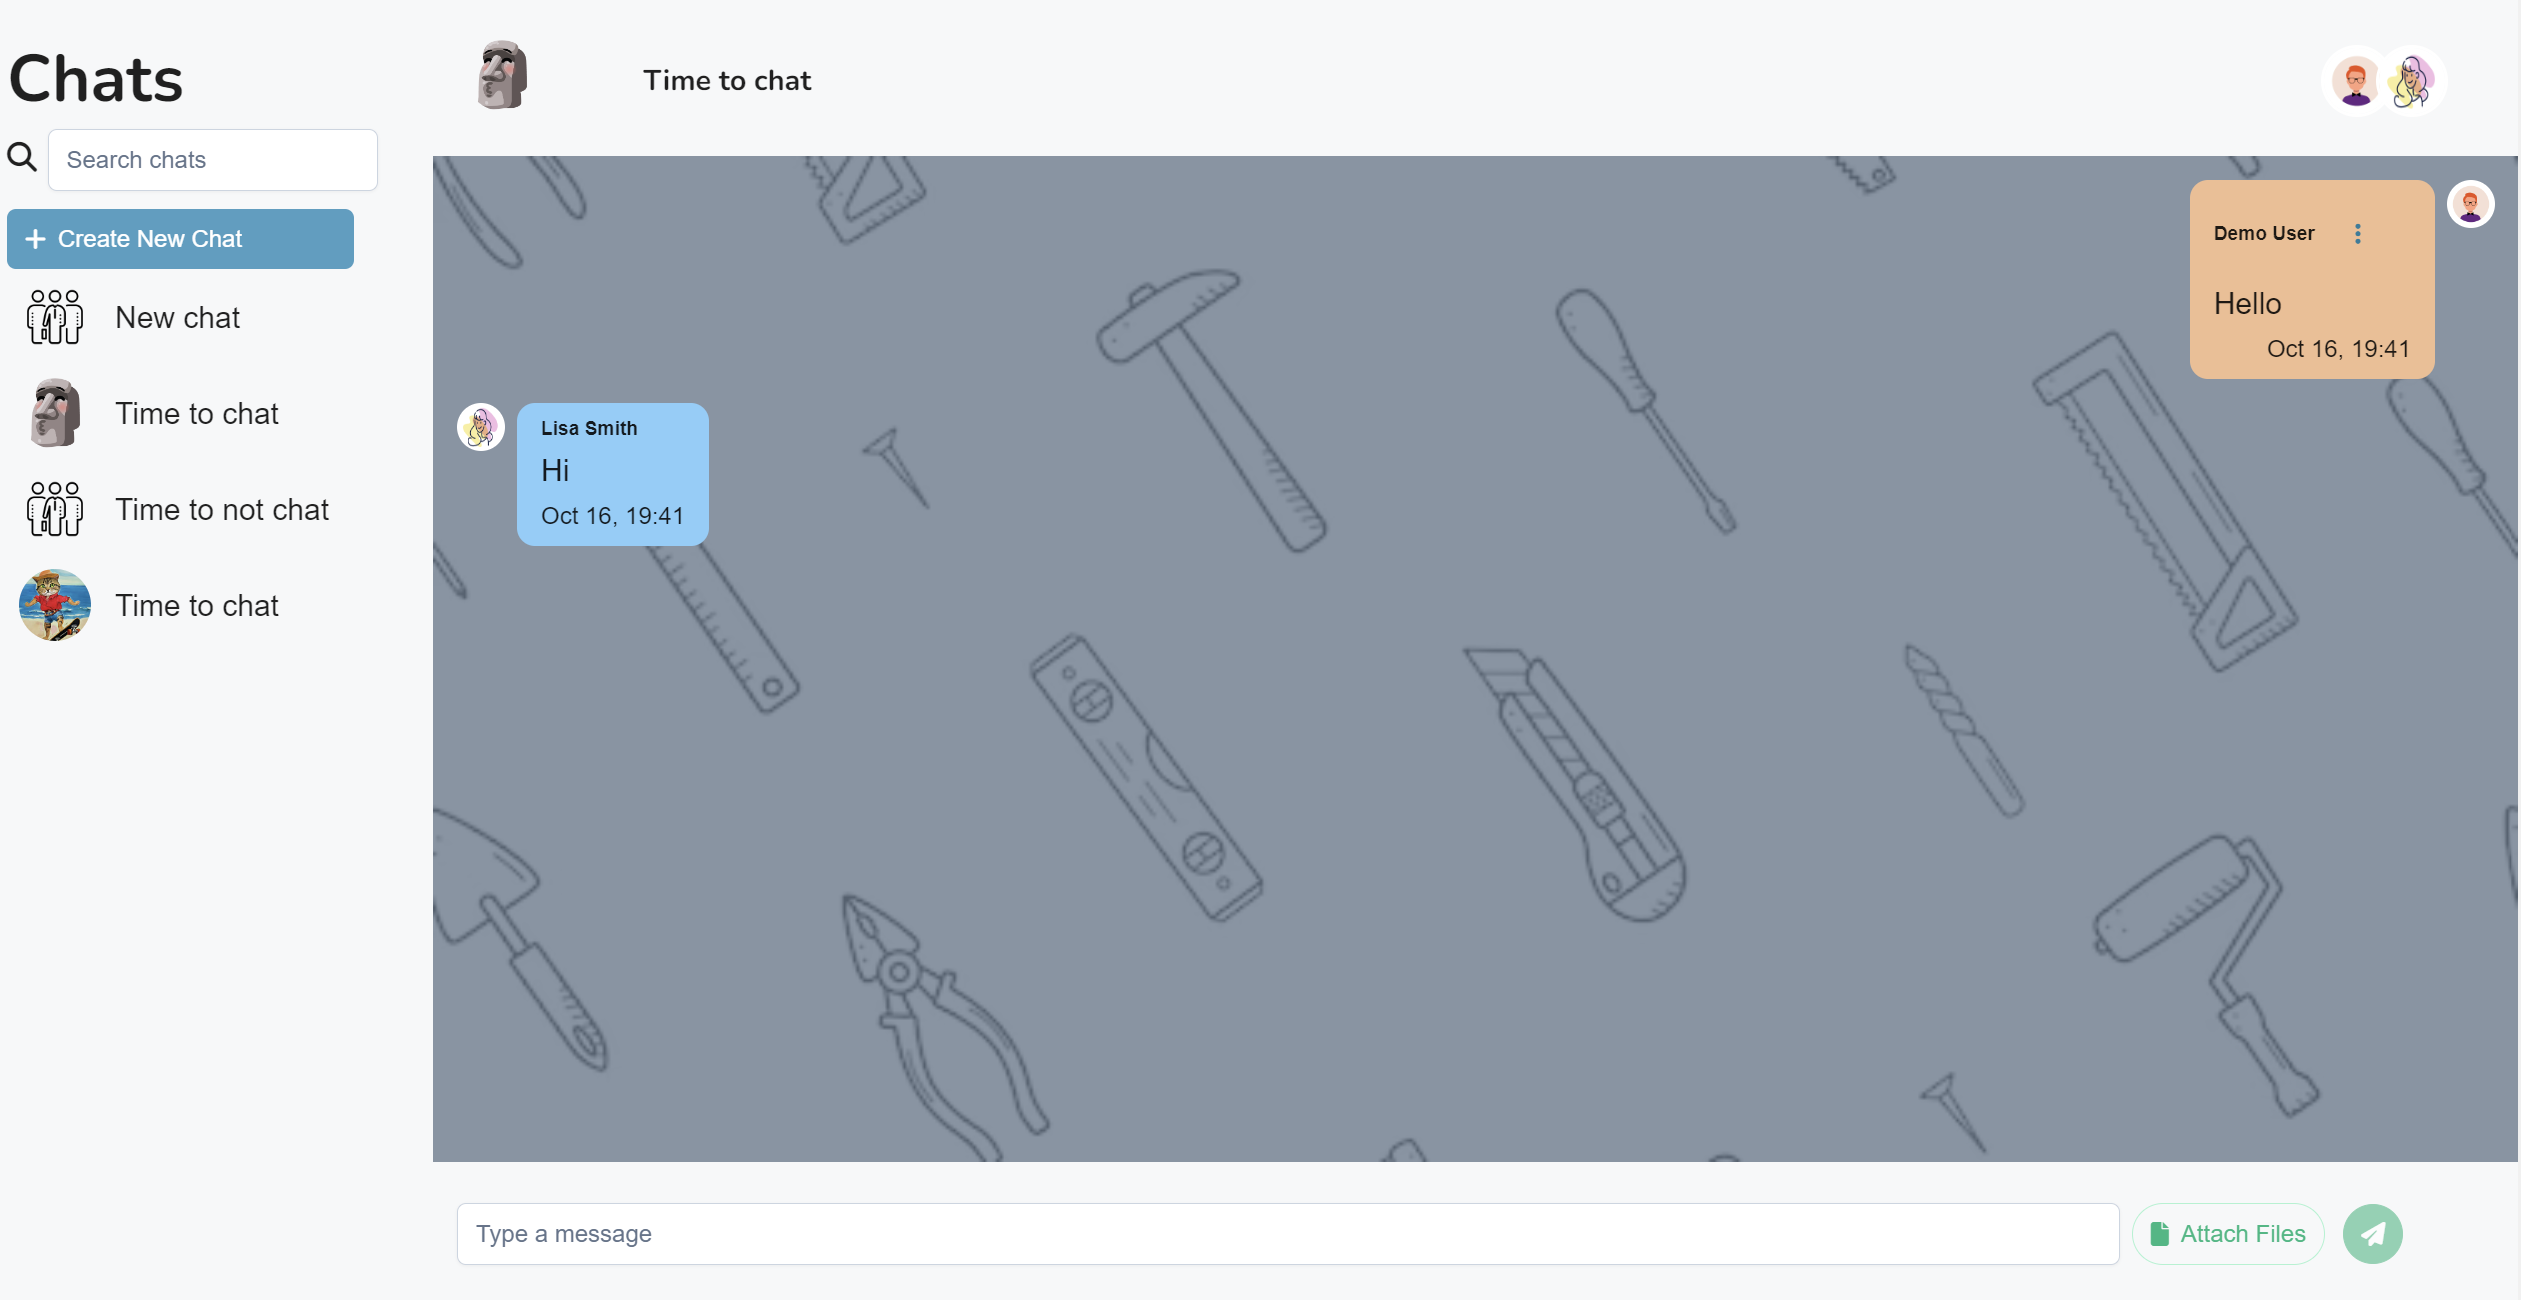 Chats
Search chats
Create New Chat
New chat
Time to chat
Time to not chat
Time to chat
Time to chat
Demo User
Hello
Oct 16, 19:41
Lisa Smith
Hi
Oct 16, 19:41
Type a message
Attach Files